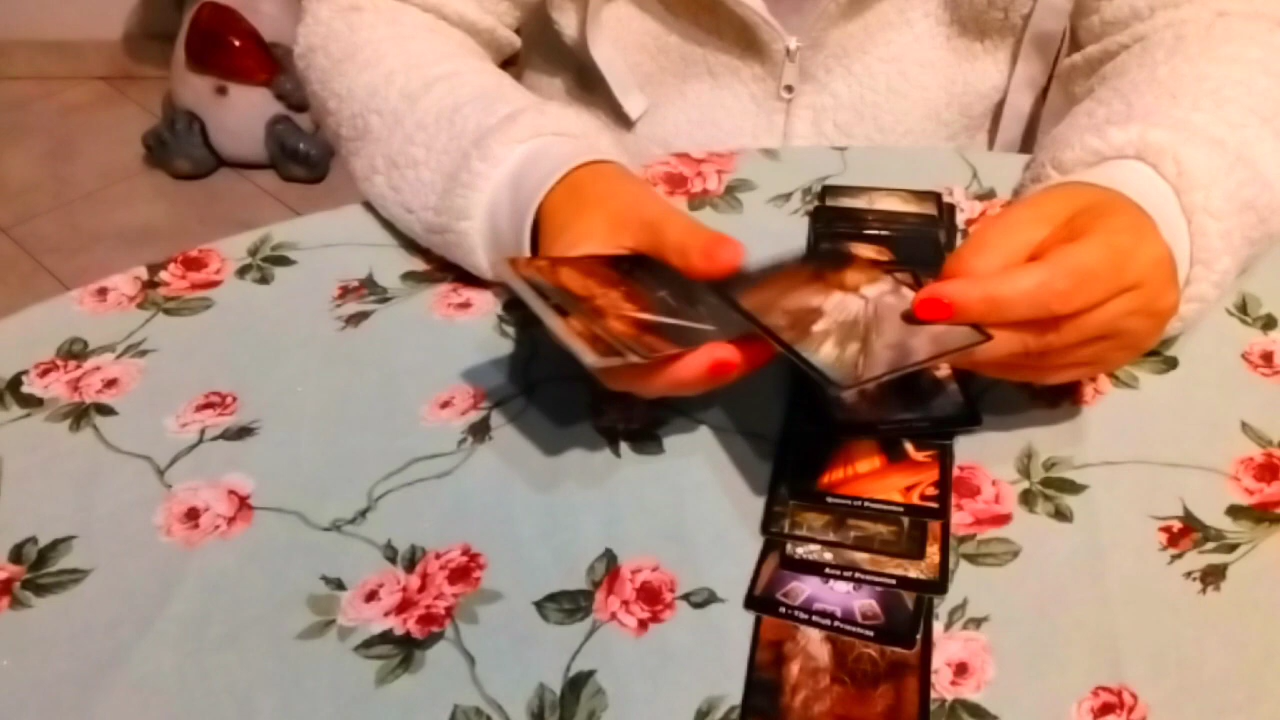 Queen of Pentacles
Ace of Pentacles
II • The High Priestess